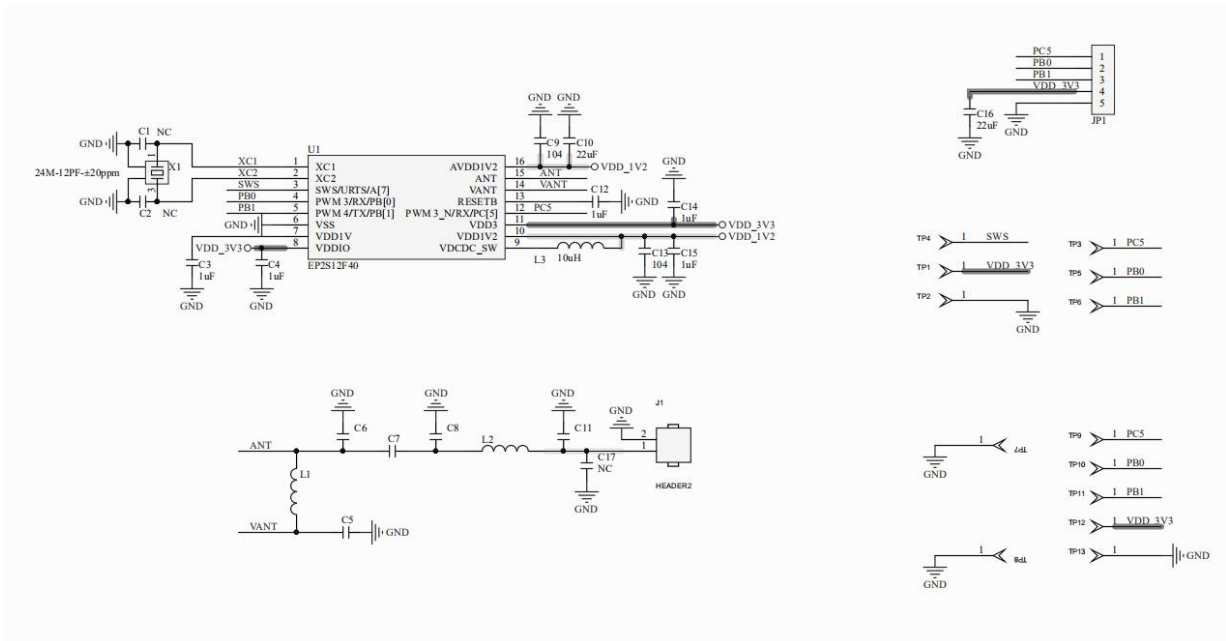 PC5
1
PB0
2
PB1
3
VDD_3V3
4
5
JP1
C16
22uF
GND
GND
GND GND
C9
104
C10
22uF
C1 NC
GND
X1
1
3
24M-12PF-±20ppm
GND
C2 NC
U1
XC1 1 XC1
XC2 2 XC2
SWS 3 SWS/URTS/A[7]
PB0 4 PWM 3/RX/PB[0]
PB1 5 PWM 4/TX/PB[1]
GND 6 VSS
7 VDD1V
VDD_3V3 8 VDDIO
EP2S12F40
AVDD1V2 16 VDD_1V2
ANT 15 ANT
VANT 14 VANT
RESETB 13
C12
1uF
GND
PWM 3_N/RX/PC[5] 12 PC5
VDD3 11 VDD_3V3
VDD1V2 10 VDD_1V2
VDCDC_SW 9
L3
10uH
GND
C14
1uF
C13
104
C15
1uF
GND GND
C3
1uF
GND
C4
1uF
GND
TP4 1 SWS
TP1 1 VDD_3V3
TP2 1
GND
TP3 1 PC5
TP5 1 PB0
TP6 1 PB1
GND GND
C6
C7
C8
L2
GND
C11
GND
J1
2
1
HEADER2
C17
NC
GND
ANT
L1
VANT
C5
GND
1 TP7
GND
1 TP8
GND
TP9 1 PC5
TP10 1 PB0
TP11 1 PB1
TP12 1 VDD_3V3
TP13 1 GND